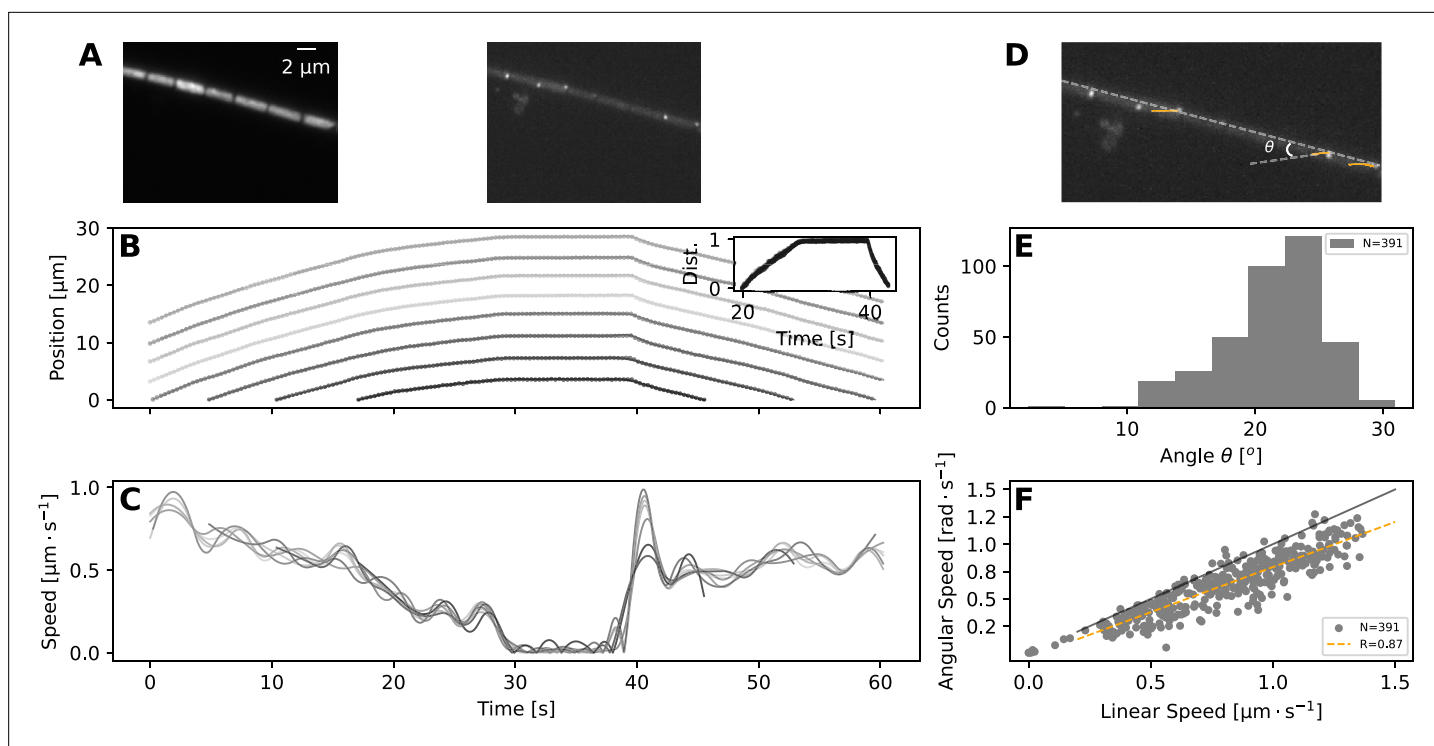 A
2 μm
D
θ
B
Position [μm]
30
20
10
0
Dist.
1
0
20
40
Time [s]
E
N=391
Counts
100
50
0
10
20
30
Angle θ [°]
C
Speed [μm · s⁻¹]
1.0
0.5
0.0
0
10
20
30
40
50
60
Time [s]
F
Angular Speed [rad · s⁻¹]
1.5
1.2
1.0
0.8
0.5
0.2
N=391
R=0.87
0.0
0.5
1.0
1.5
Linear Speed [μm · s⁻¹]